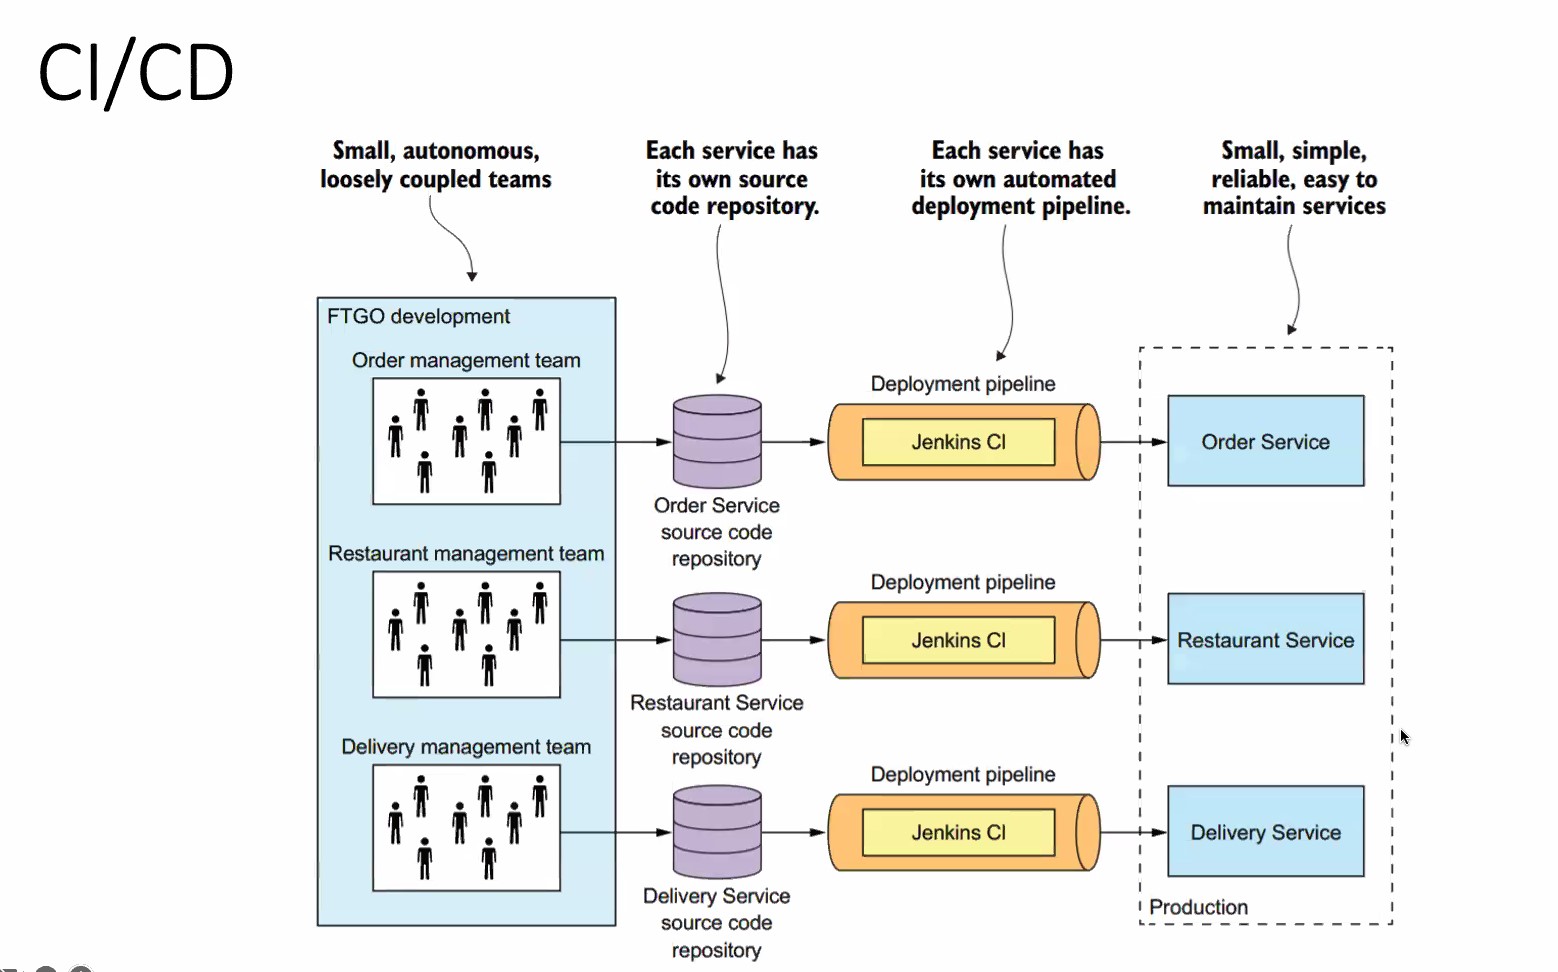 CI/CD
Small, autonomous,
loosely coupled teams
Each service has
its own source
code repository.
Each service has
its own automated
deployment pipeline.
Small, simple,
reliable, easy to
maintain services
FTGO development
Order management team
Deployment pipeline
Jenkins CI
Order Service
Order Service
source code
repository
Restaurant management team
Deployment pipeline
Jenkins CI
Restaurant Service
Restaurant Service
source code
repository
Delivery management team
Deployment pipeline
Jenkins CI
Delivery Service
Delivery Service
source code
repository
Production